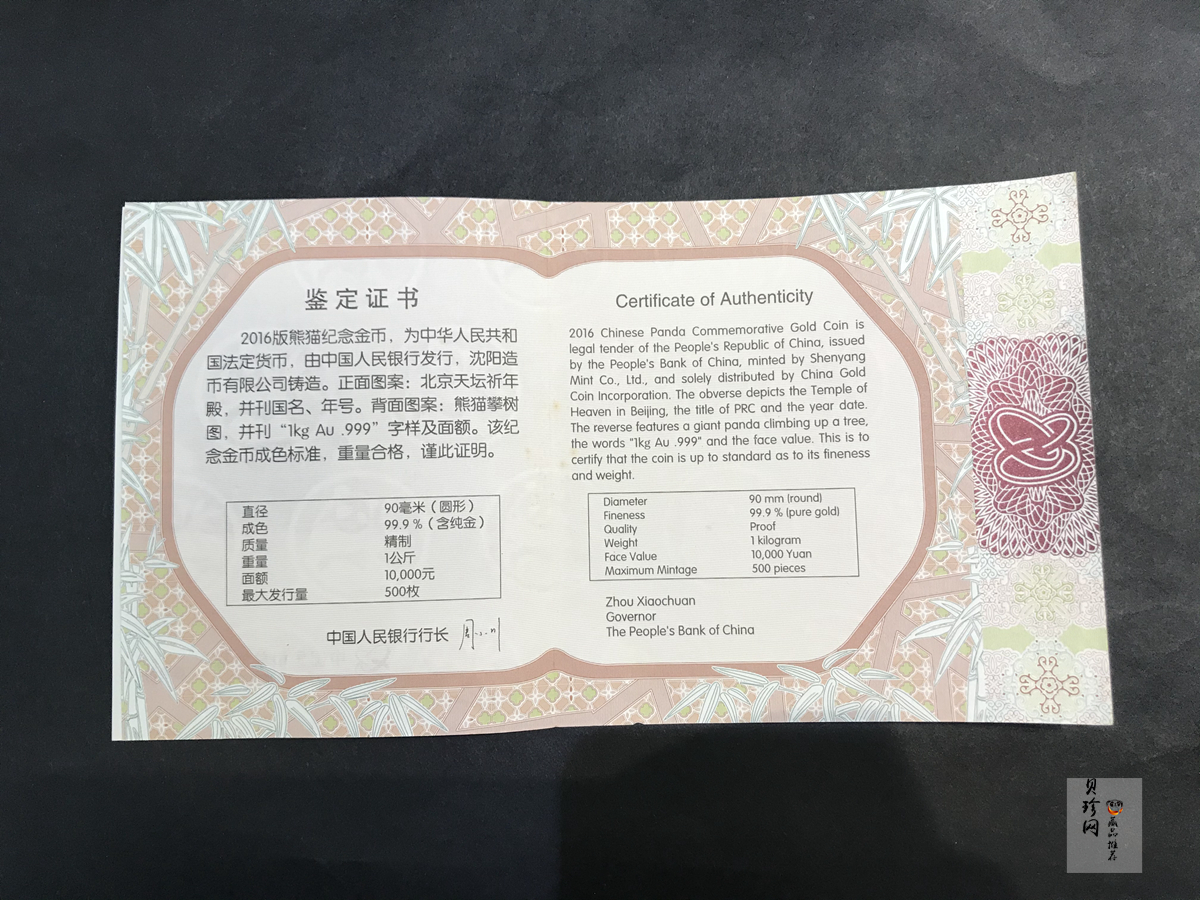 鉴定证书
2016版熊猫纪念金币，为中华人民共和
国法定货币，由中国人民银行发行，沈阳造
币有限公司铸造。正面图案：北京天坛祈年
殿，并刊国名、年号。背面图案：熊猫攀树
图，并刊“1kg Au .999”字样及面额。该纪
念金币成色标准，重量合格，谨此证明。
直径 90毫米（圆形）
成色 99.9％（含纯金）
质量 精制
重量 1公斤
面额 10,000元
最大发行量 500枚
中国人民银行行长
Certificate of Authenticity
2016 Chinese Panda Commemorative Gold Coin is
legal tender of the People's Republic of China, issued
by the People's Bank of China, minted by Shenyang
Mint Co., Ltd., and solely distributed by China Gold
Coin Incorporation. The obverse depicts the Temple of
Heaven in Beijing, the title of PRC and the year date.
The reverse features a giant panda climbing up a tree,
the words "1kg Au .999" and the face value. This is to
certify that the coin is up to standard as to its fineness
and weight.
Diameter 90 mm (round)
Fineness 99.9 % (pure gold)
Quality Proof
Weight 1 kilogram
Face Value 10,000 Yuan
Maximum Mintage 500 pieces
Zhou Xiaochuan
Governor
The People's Bank of China
贝珍网
商品推荐